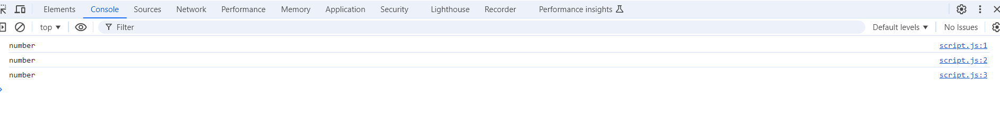 Elements Console Sources Network Performance Memory Application Security Lighthouse Recorder Performance insights
top Filter Default levels No Issues
number script.js:1
number script.js:2
number script.js:3